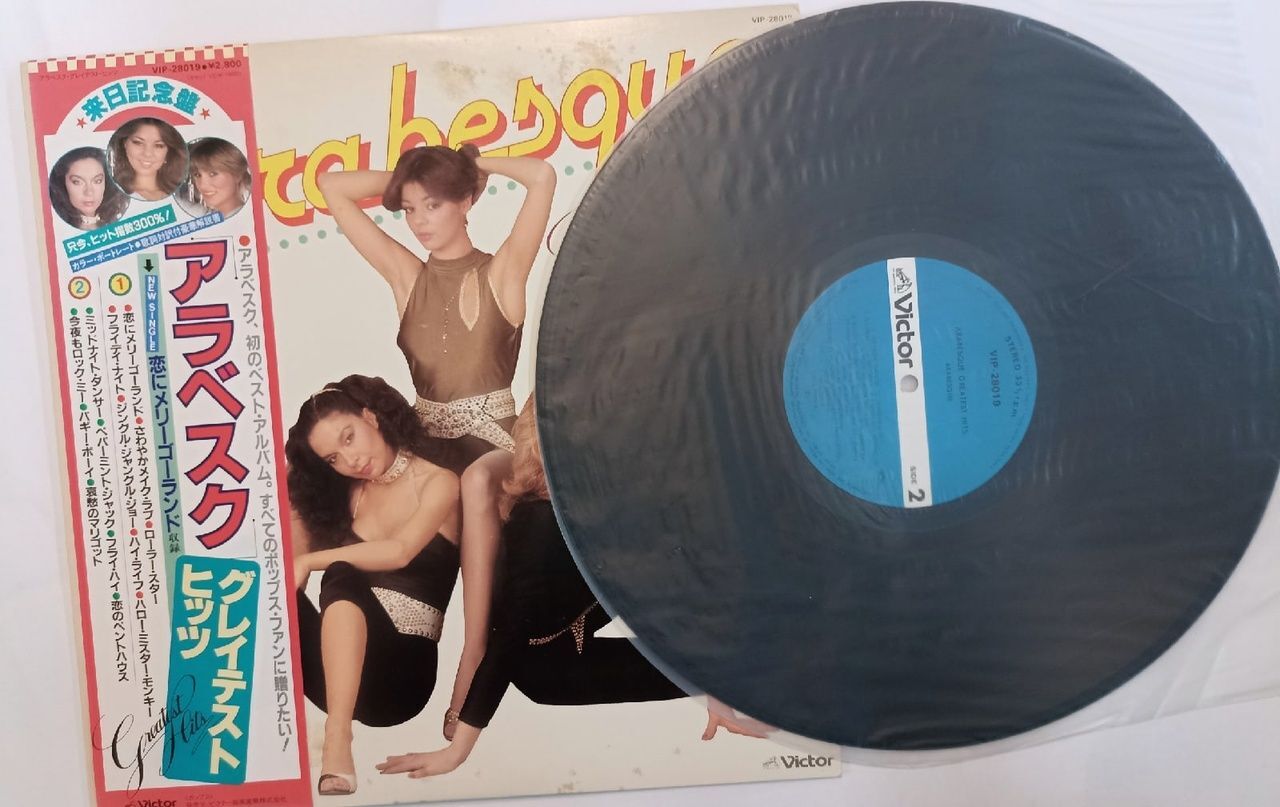 VIP-28019●¥2,800
来日記念盤
只今、ヒット指数300%!
カラー・ポートレート●歌詞対訳付豪華解説書
●アラベスク、初のベスト・アルバム。すべてのポップス・ファンに贈りたい!
アラベスク
グレイテスト
ヒッツ
NEW SINGLE 恋にメリーゴーランド 収録
1
●恋にメリーゴーランド●さわやかメイク・ラブ●ローラー・スター
●フライディ・ナイト●ジングル・ジャングル・ジョー●ハイ・ライフ●ハロー・ミスター・モンキー
2
●ミッドナイト・ダンサー●ペパーミント・ジャック●フライ・ハイ●恋のペントハウス
●今夜もロック・ミー●バギー・ボーイ●哀愁のマリゴット
Greatest Hits
Victor
rabesque
Victor
Victor
STEREO 33⅓rpm
VIP-28019
ARABESQUE GREATEST HITS
ARABESQUE
SIDE 2